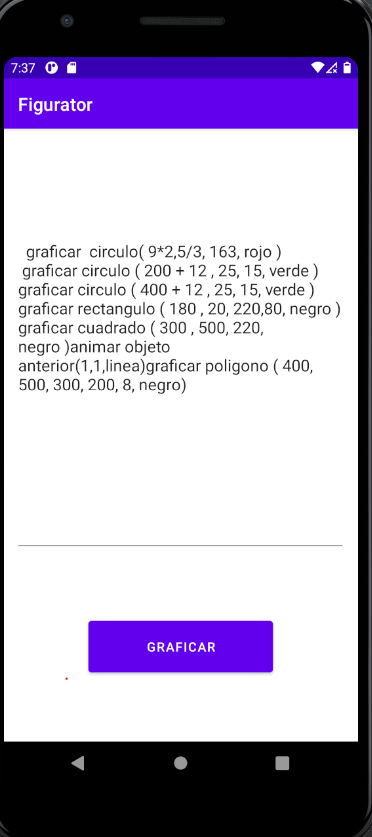 7:37
Figurator
graficar  circulo( 9*2,5/3, 163, rojo )
graficar circulo ( 200 + 12 , 25, 15, verde )
graficar circulo ( 400 + 12 , 25, 15, verde )
graficar rectangulo ( 180 , 20, 220,80, negro )
graficar cuadrado ( 300 , 500, 220,
negro )animar objeto
anterior(1,1,linea)graficar poligono ( 400,
500, 300, 200, 8, negro)
GRAFICAR